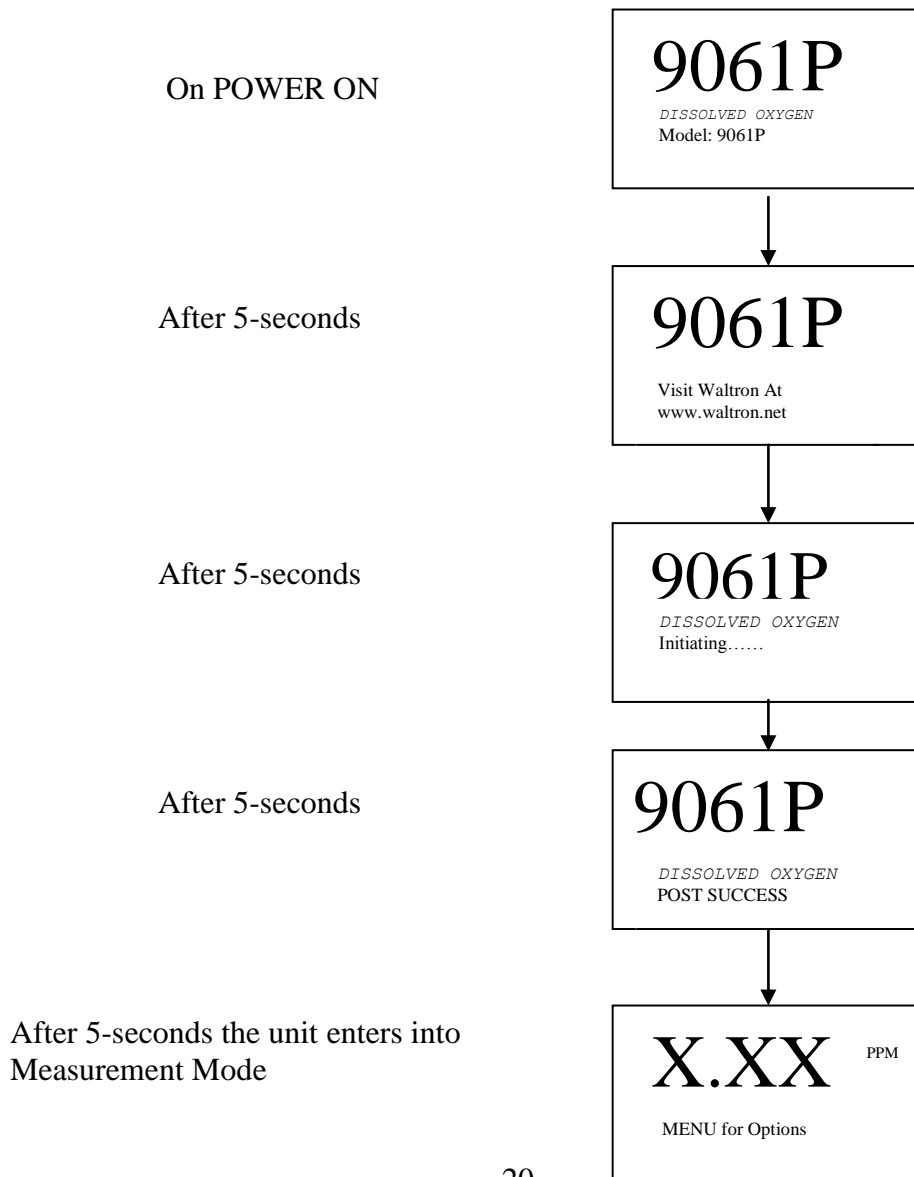 On POWER ON
9061P
DISSOLVED OXYGEN
Model: 9061P
After 5-seconds
9061P
Visit Waltron At
www.waltron.net
After 5-seconds
9061P
DISSOLVED OXYGEN
Initiating……
After 5-seconds
9061P
DISSOLVED OXYGEN
POST SUCCESS
After 5-seconds the unit enters into
Measurement Mode
X.XX PPM
MENU for Options